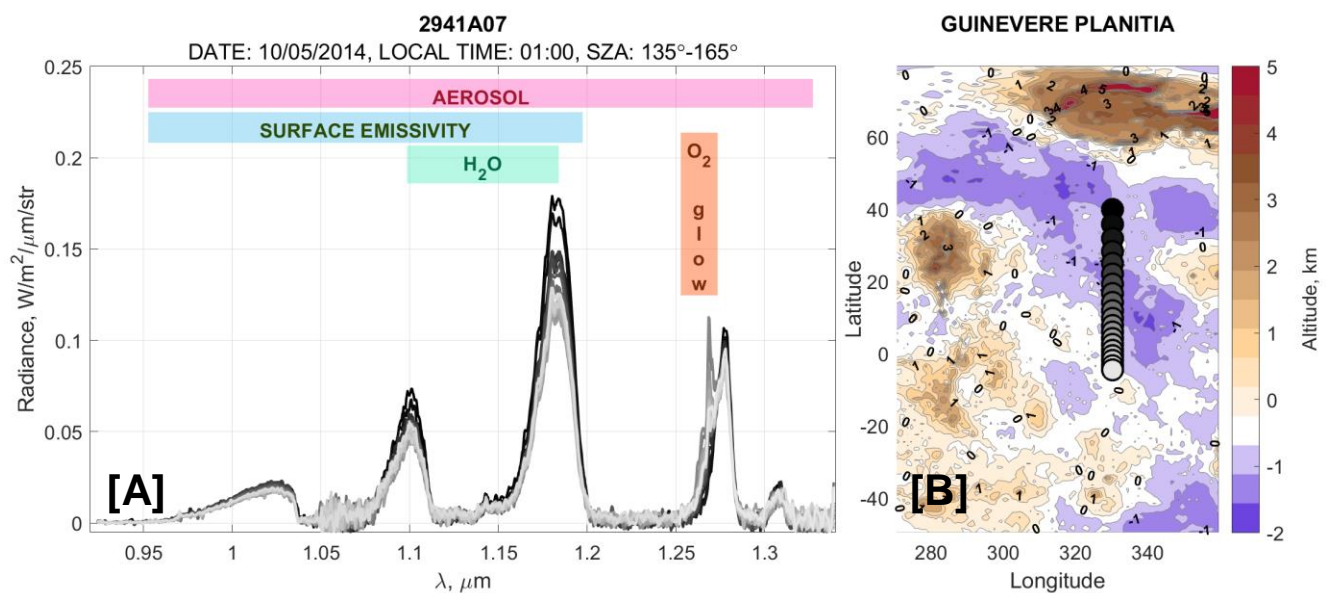 2941A07
DATE: 10/05/2014, LOCAL TIME: 01:00, SZA: 135°-165°
Radiance, W/m²/μm/str
0.25
0.2
0.15
0.1
0.05
0
AEROSOL
SURFACE EMISSIVITY
H₂O
O₂
g
l
o
w
[A]
0.95
1
1.05
1.1
1.15
1.2
1.25
1.3
λ, μm
GUINEVERE PLANITIA
Latitude
60
40
20
0
-20
-40
[B]
280
300
320
340
Longitude
5
4
3
2
1
0
-1
-2
Altitude, km